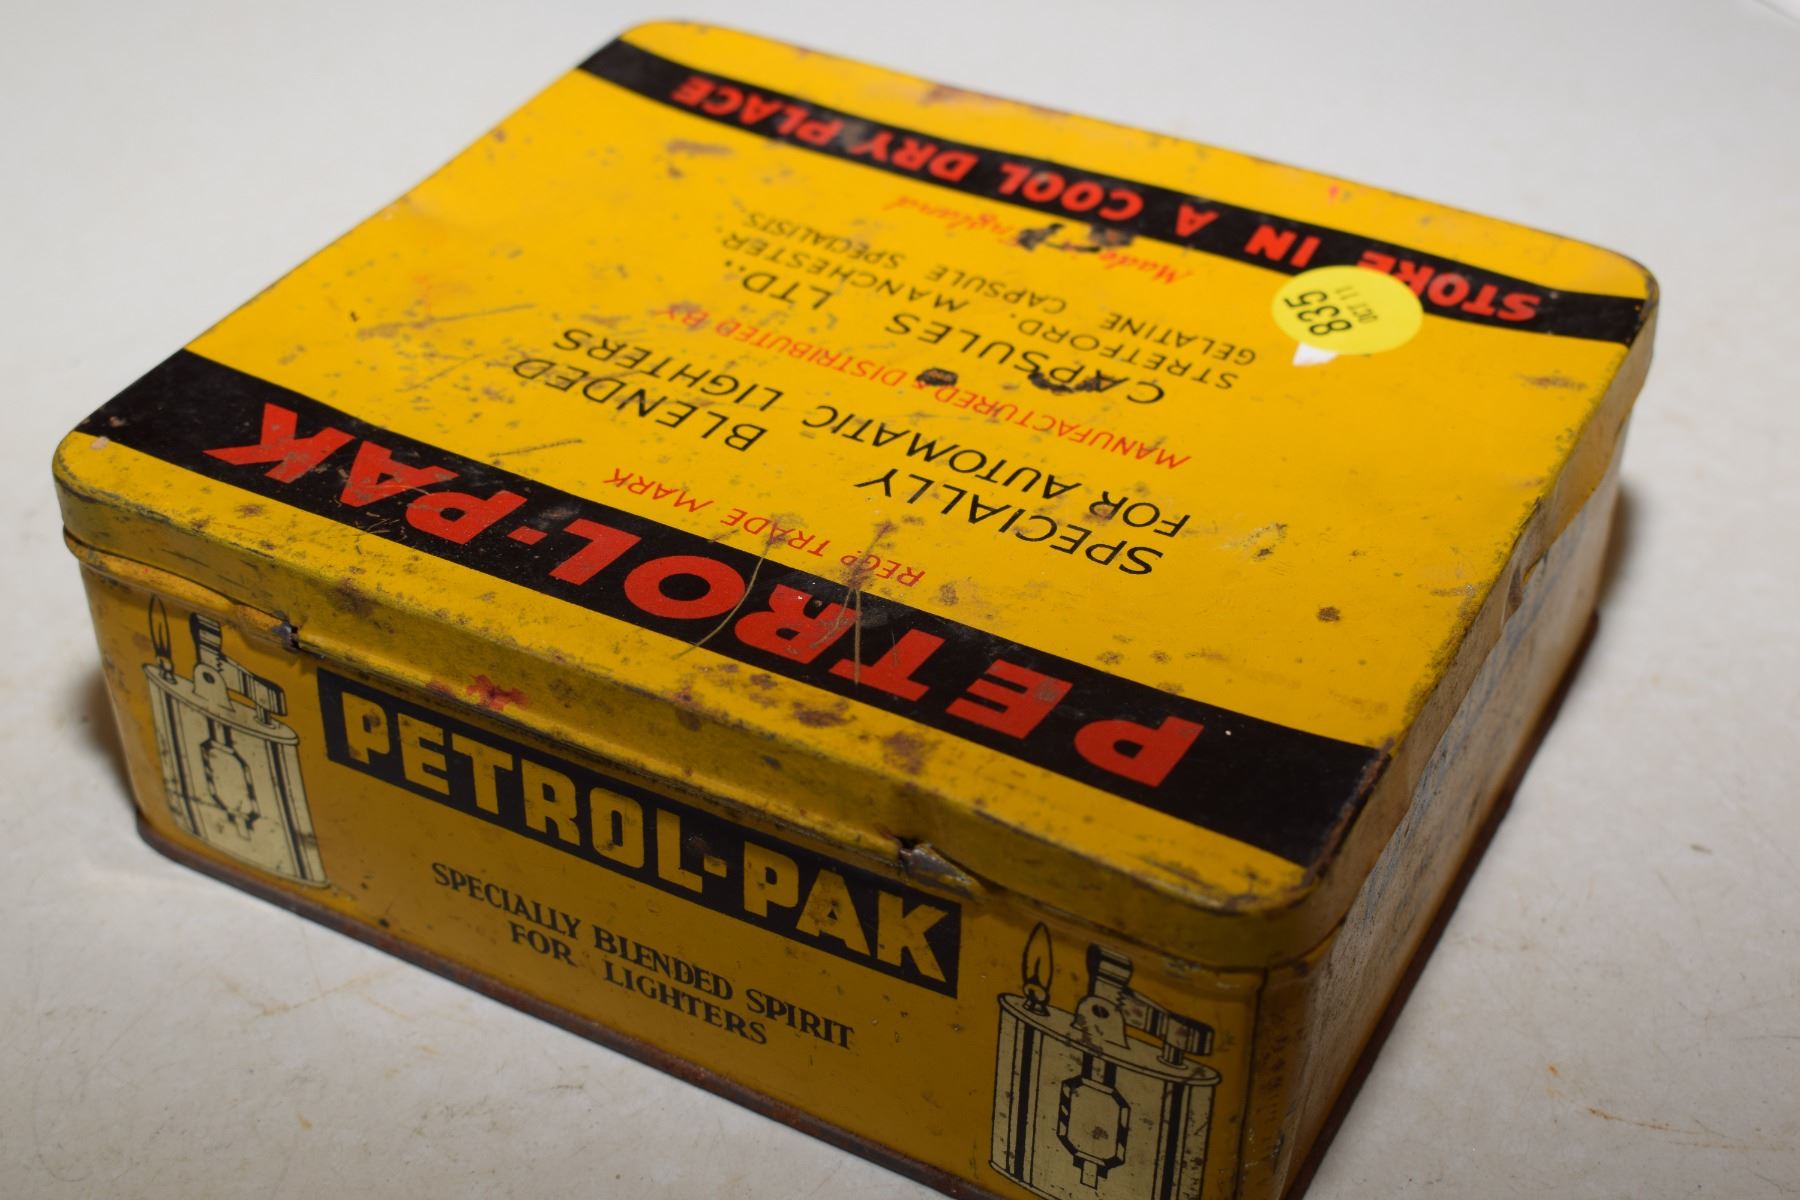 PETROL-PAK
REGD. TRADE MARK
SPECIALLY BLENDED
FOR AUTOMATIC LIGHTERS
MANUFACTURED & DISTRIBUTED BY
CAPSULES LTD.
STRETFORD. MANCHESTER
GELATINE CAPSULE SPECIALISTS
Made in England
STORE IN A COOL DRY PLACE
8335
OCT 11
PETROL-PAK
SPECIALLY BLENDED SPIRIT
FOR LIGHTERS